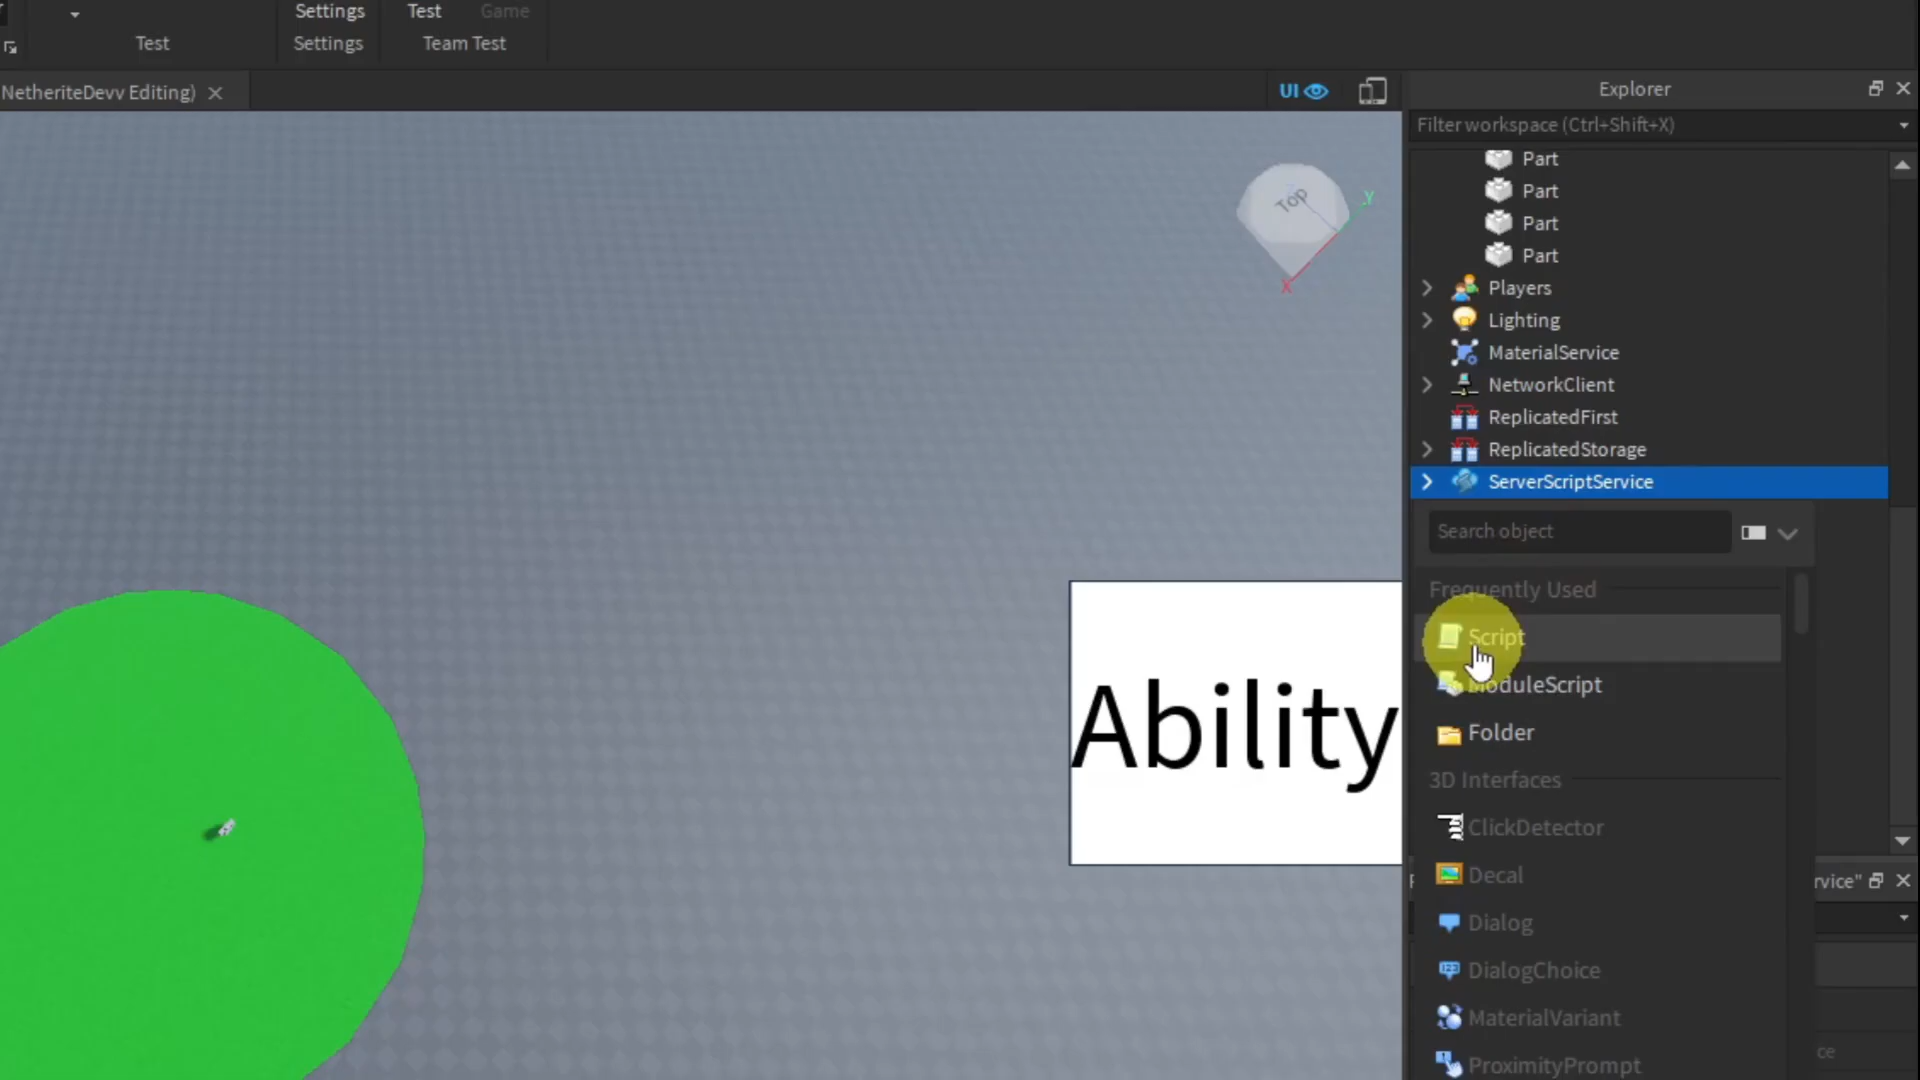 Settings
Test
Game
Test
Settings
Team Test
NetheriteDevv Editing)
UI
Explorer
Filter workspace (Ctrl+Shift+X)
Part
Part
Part
Part
Top
Y
X
Players
Lighting
MaterialService
NetworkClient
ReplicatedFirst
ReplicatedStorage
ServerScriptService
Search object
Frequently Used
Script
ModuleScript
Folder
3D Interfaces
ClickDetector
Decal
Dialog
DialogChoice
MaterialVariant
ProximityPrompt
Ability
rvice"
ce